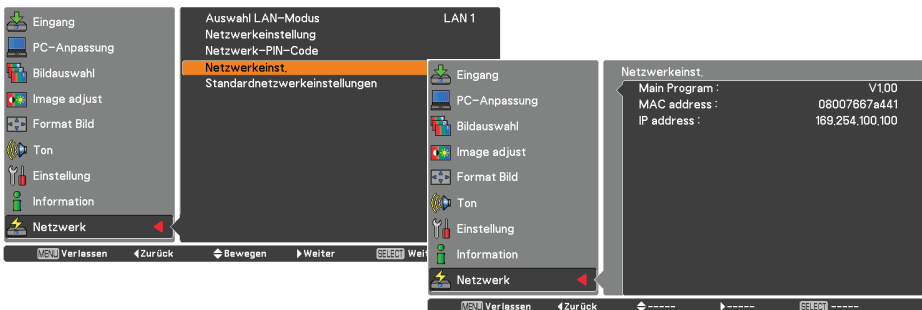 Eingang
PC-Anpassung
Bildauswahl
Image adjust
Format Bild
Ton
Einstellung
Information
Netzwerk
Auswahl LAN-Modus LAN 1
Netzwerkeinstellung
Netzwerk-PIN-Code
Netzwerkeinst.
Standardnetzwerkeinstellungen
MENU Verlassen Zurück Bewegen Weiter SELECT Wei
Eingang
PC-Anpassung
Bildauswahl
Image adjust
Format Bild
Ton
Einstellung
Information
Netzwerk
Netzwerkeinst.
Main Program : V1.00
MAC address : 08007667a441
IP address : 169.254.100.100
MENU Verlassen Zurück ----- ----- SELECT -----